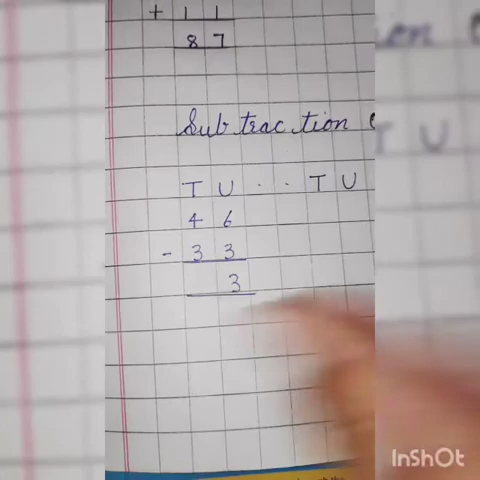 + 1 1
8 7
Subtraction
T U . . T U
4 6
- 3 3
3
InShOt